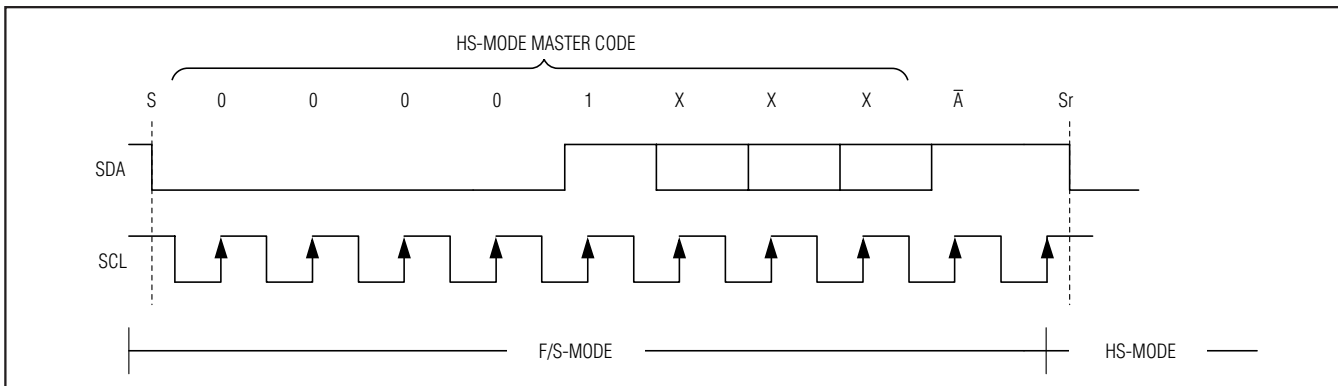 HS-MODE MASTER CODE
S 0 0 0 0 1 X X X A̅ Sr
SDA
SCL
F/S-MODE HS-MODE